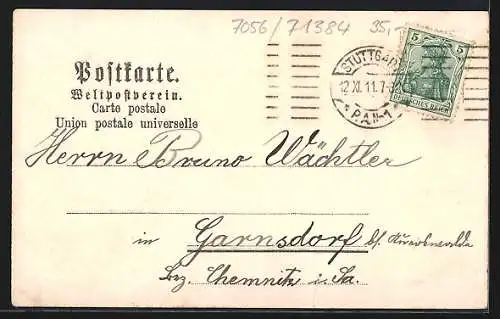 7056/71384 35,-
Postkarte.
Weltpostverein.
Carte postale
Union postale universelle
STUTTGART
12 XI. 11. 7-8
P.A.
5 5
DEUTSCHES REICH
Herrn Bruno Wächtler
in Garnsdorf b/
Bez. Chemnitz i. Sa.